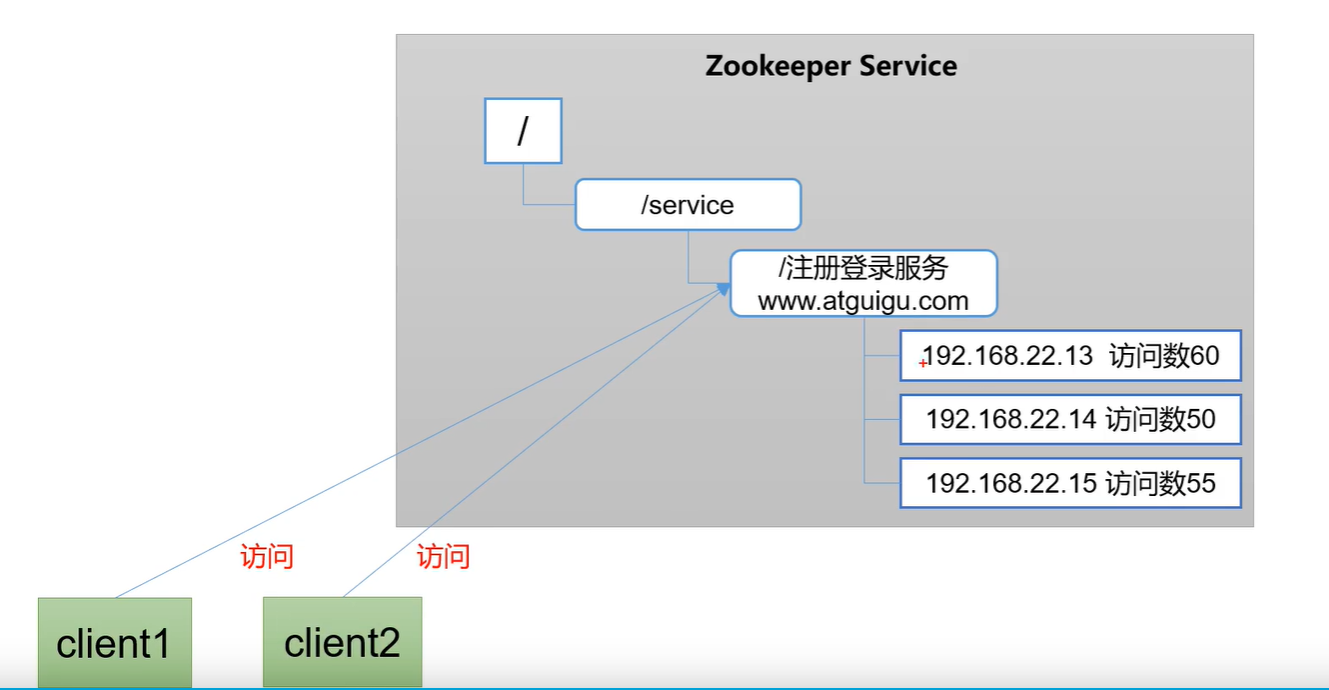 Zookeeper Service
/
/service
/注册登录服务
www.atguigu.com
192.168.22.13 访问数60
192.168.22.14 访问数50
192.168.22.15 访问数55
访问
访问
client1
client2